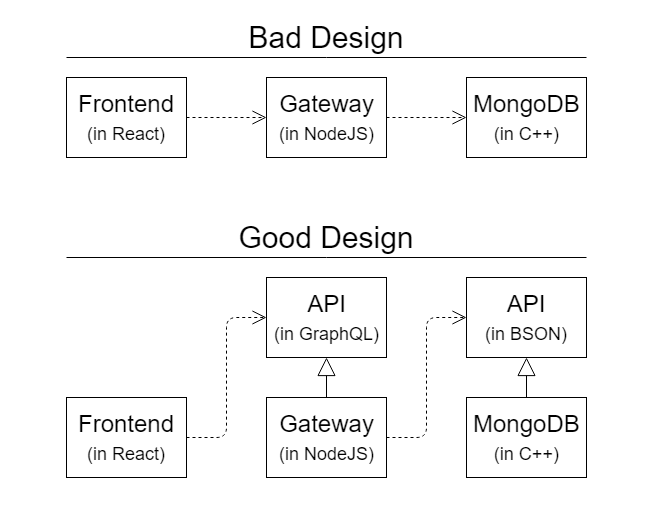 Bad Design
Frontend
(in React)
Gateway
(in NodeJS)
MongoDB
(in C++)
Good Design
API
(in GraphQL)
API
(in BSON)
Frontend
(in React)
Gateway
(in NodeJS)
MongoDB
(in C++)